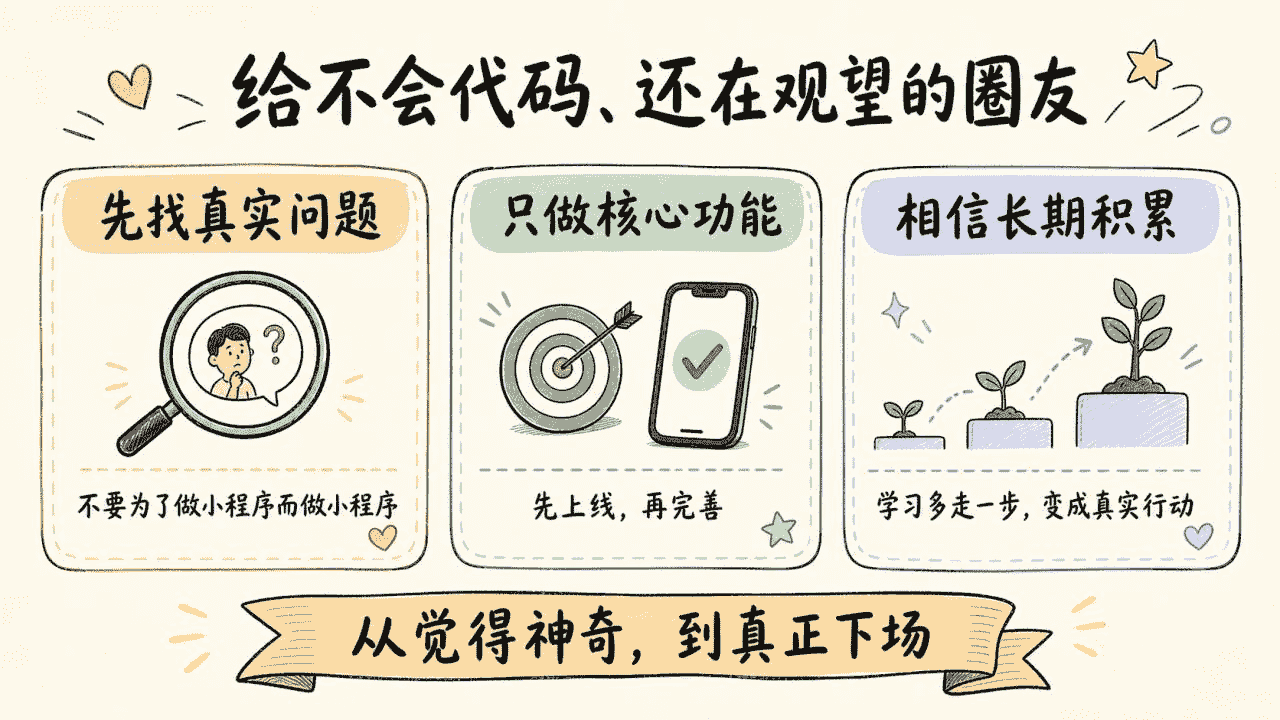 给不会代码、还在观望的圈友
先找真实问题
?
不要为了做小程序而做小程序
只做核心功能
先上线，再完善
相信长期积累
学习多走一步，变成真实行动
从觉得神奇，到真正下场